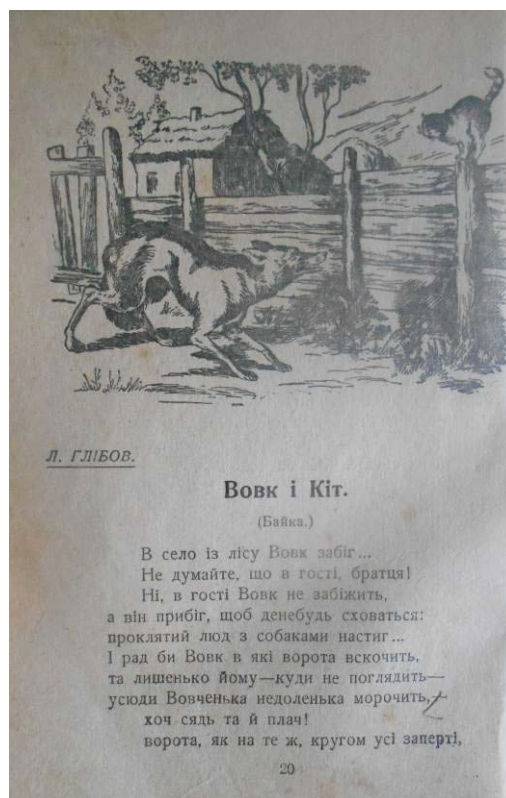 Л. ГЛІБОВ.
Вовк і Кіт.
(Байка.)
В село із лісу Вовк забіг...
Не думайте, що в гості, братця!
Ні, в гості Вовк не забіжить,
а він прибіг, щоб денебудь сховаться:
проклятий люд з собаками настиг...
І рад би Вовк в які ворота вскочить,
та лишенько йому—куди не поглядить—
усюди Вовченька недоленька морочить,
хоч сядь та й плач!
ворота, як на те ж, кругом усі заперті,
20